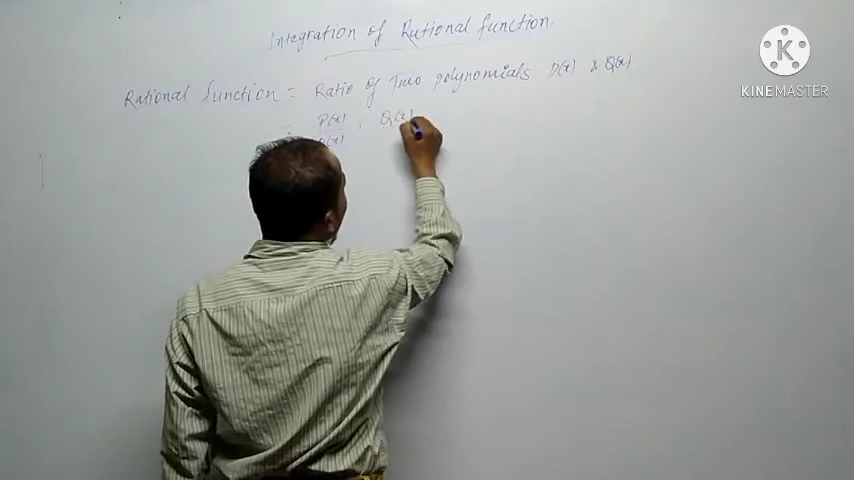 Integration of Rational function.
Rational function = Ratio of Two polynomials P(x) & Q(x)
= P(x)
Q(x) , Q(x)
KINEMASTER